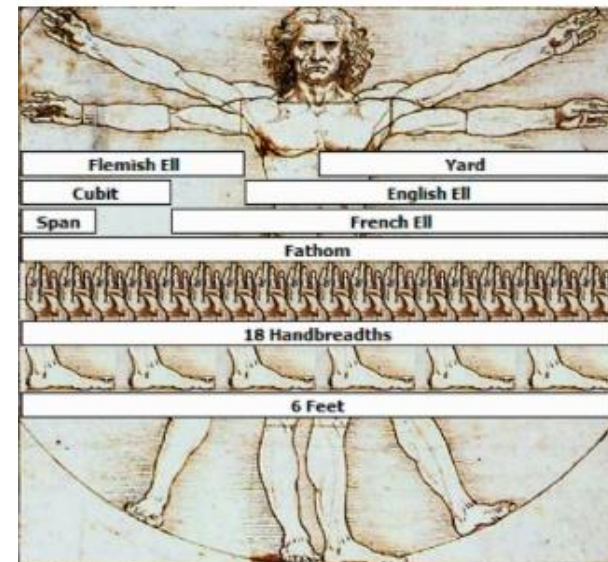 Flemish Ell Yard
Cubit English Ell
Span French Ell
Fathom
18 Handbreadths
6 Feet